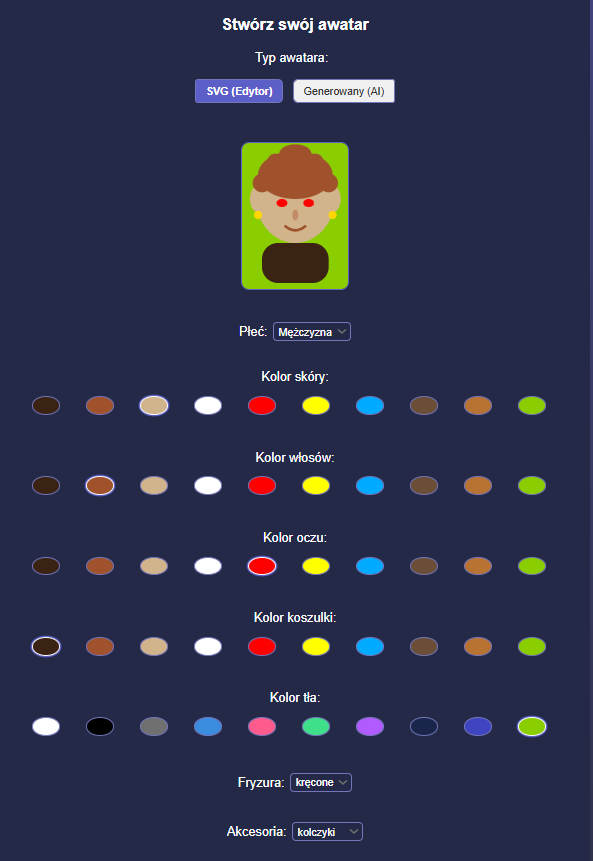 Stwórz swój awatar
Typ awatara:
SVG (Edytor) Generowany (AI)
Płeć: Mężczyzna
Kolor skóry:
Kolor włosów:
Kolor oczu:
Kolor koszulki:
Kolor tła:
Fryzura: kręcone
Akcesoria: kolczyki